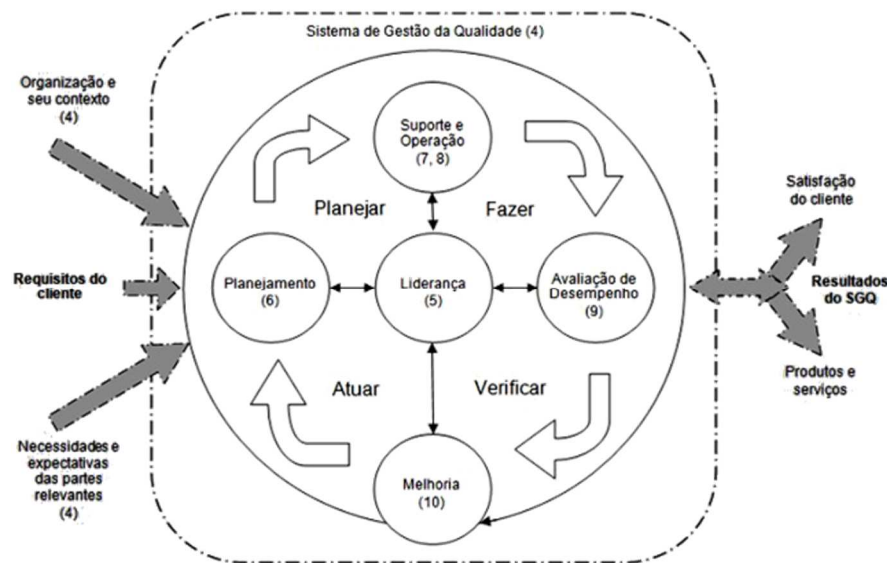 Sistema de Gestão da Qualidade (4)
Organização e
seu contexto
(4)
Suporte e
Operação
(7, 8)
Satisfação
do cliente
Planejar
Fazer
Requisitos do
cliente
Planejamento
(6)
Liderança
(5)
Avaliação de
Desempenho
(9)
Resultados
do SGQ
Atuar
Verificar
Produtos e
serviços
Necessidades e
expectativas
das partes
relevantes
(4)
Melhoria
(10)